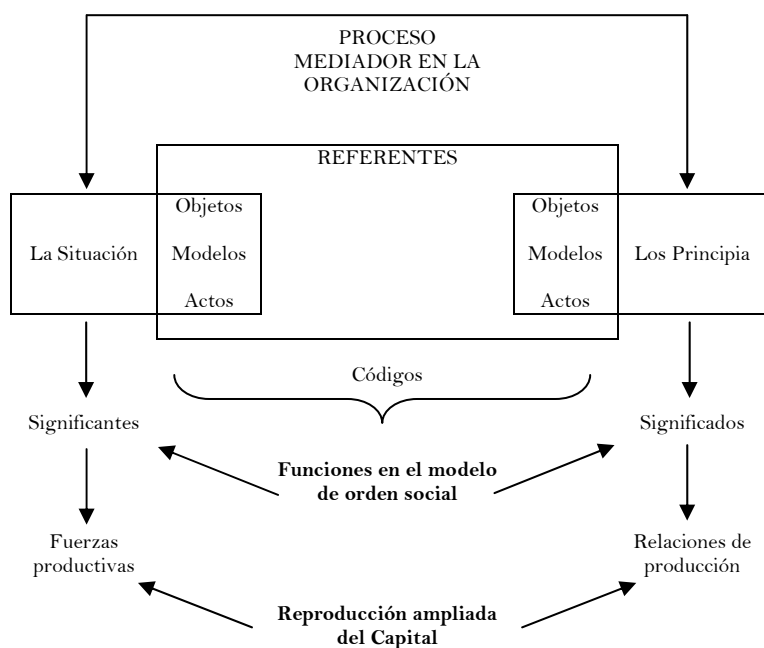 PROCESO
MEDIADOR EN LA
ORGANIZACIÓN
REFERENTES
Objetos
Objetos
La Situación
Modelos
Modelos
Los Principia
Actos
Actos
Códigos
Significantes
Significados
Funciones en el modelo
de orden social
Fuerzas
productivas
Relaciones de
producción
Reproducción ampliada
del Capital